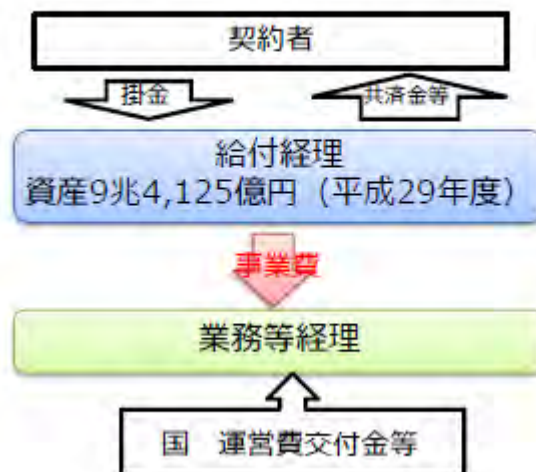 契約者
掛金
共済金等
給付経理
資産9兆4,125億円（平成29年度）
事業費
業務等経理
国　運営費交付金等